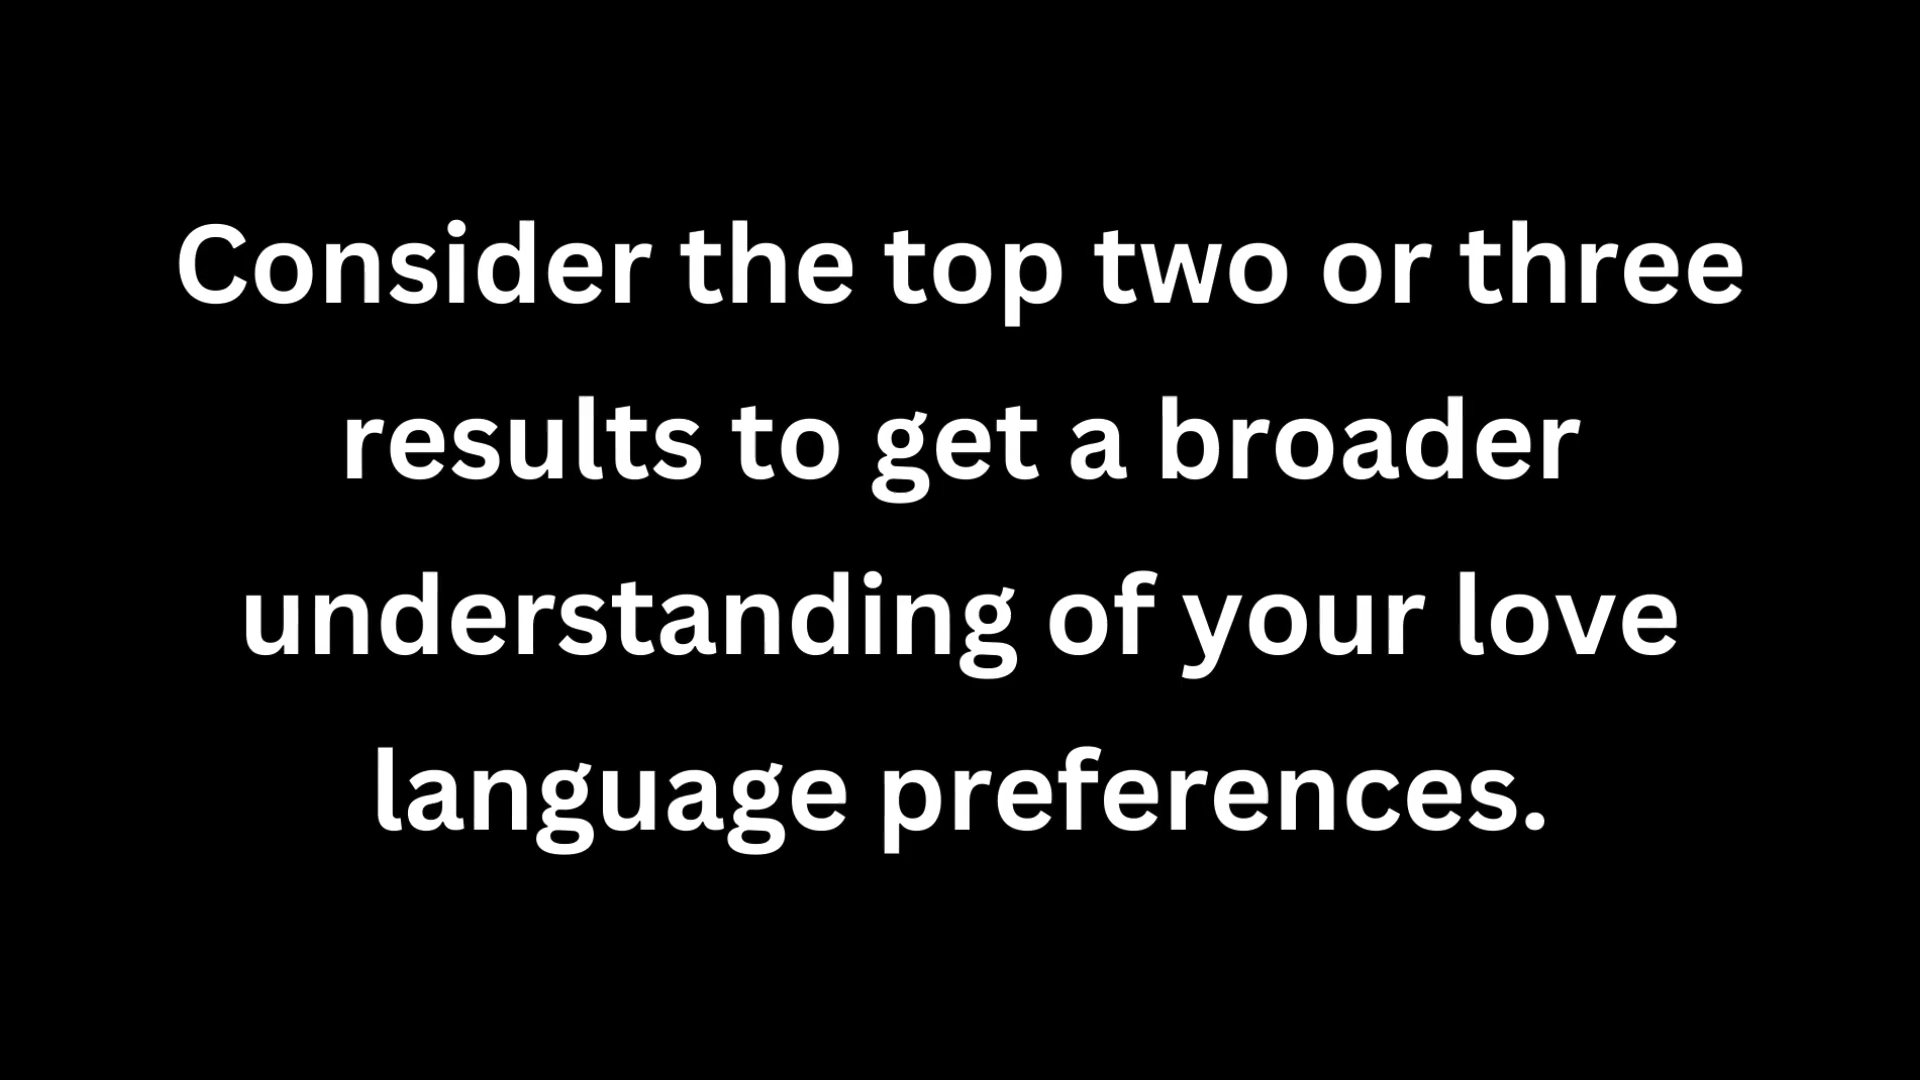 Consider the top two or three
results to get a broader
understanding of your love
language preferences.